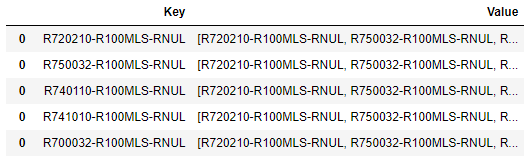 Key Value
0 R720210-R100MLS-RNUL [R720210-R100MLS-RNUL, R750032-R100MLS-RNUL, R...
0 R750032-R100MLS-RNUL [R720210-R100MLS-RNUL, R750032-R100MLS-RNUL, R...
0 R740110-R100MLS-RNUL [R720210-R100MLS-RNUL, R750032-R100MLS-RNUL, R...
0 R741010-R100MLS-RNUL [R720210-R100MLS-RNUL, R750032-R100MLS-RNUL, R...
0 R700032-R100MLS-RNUL [R720210-R100MLS-RNUL, R750032-R100MLS-RNUL, R...